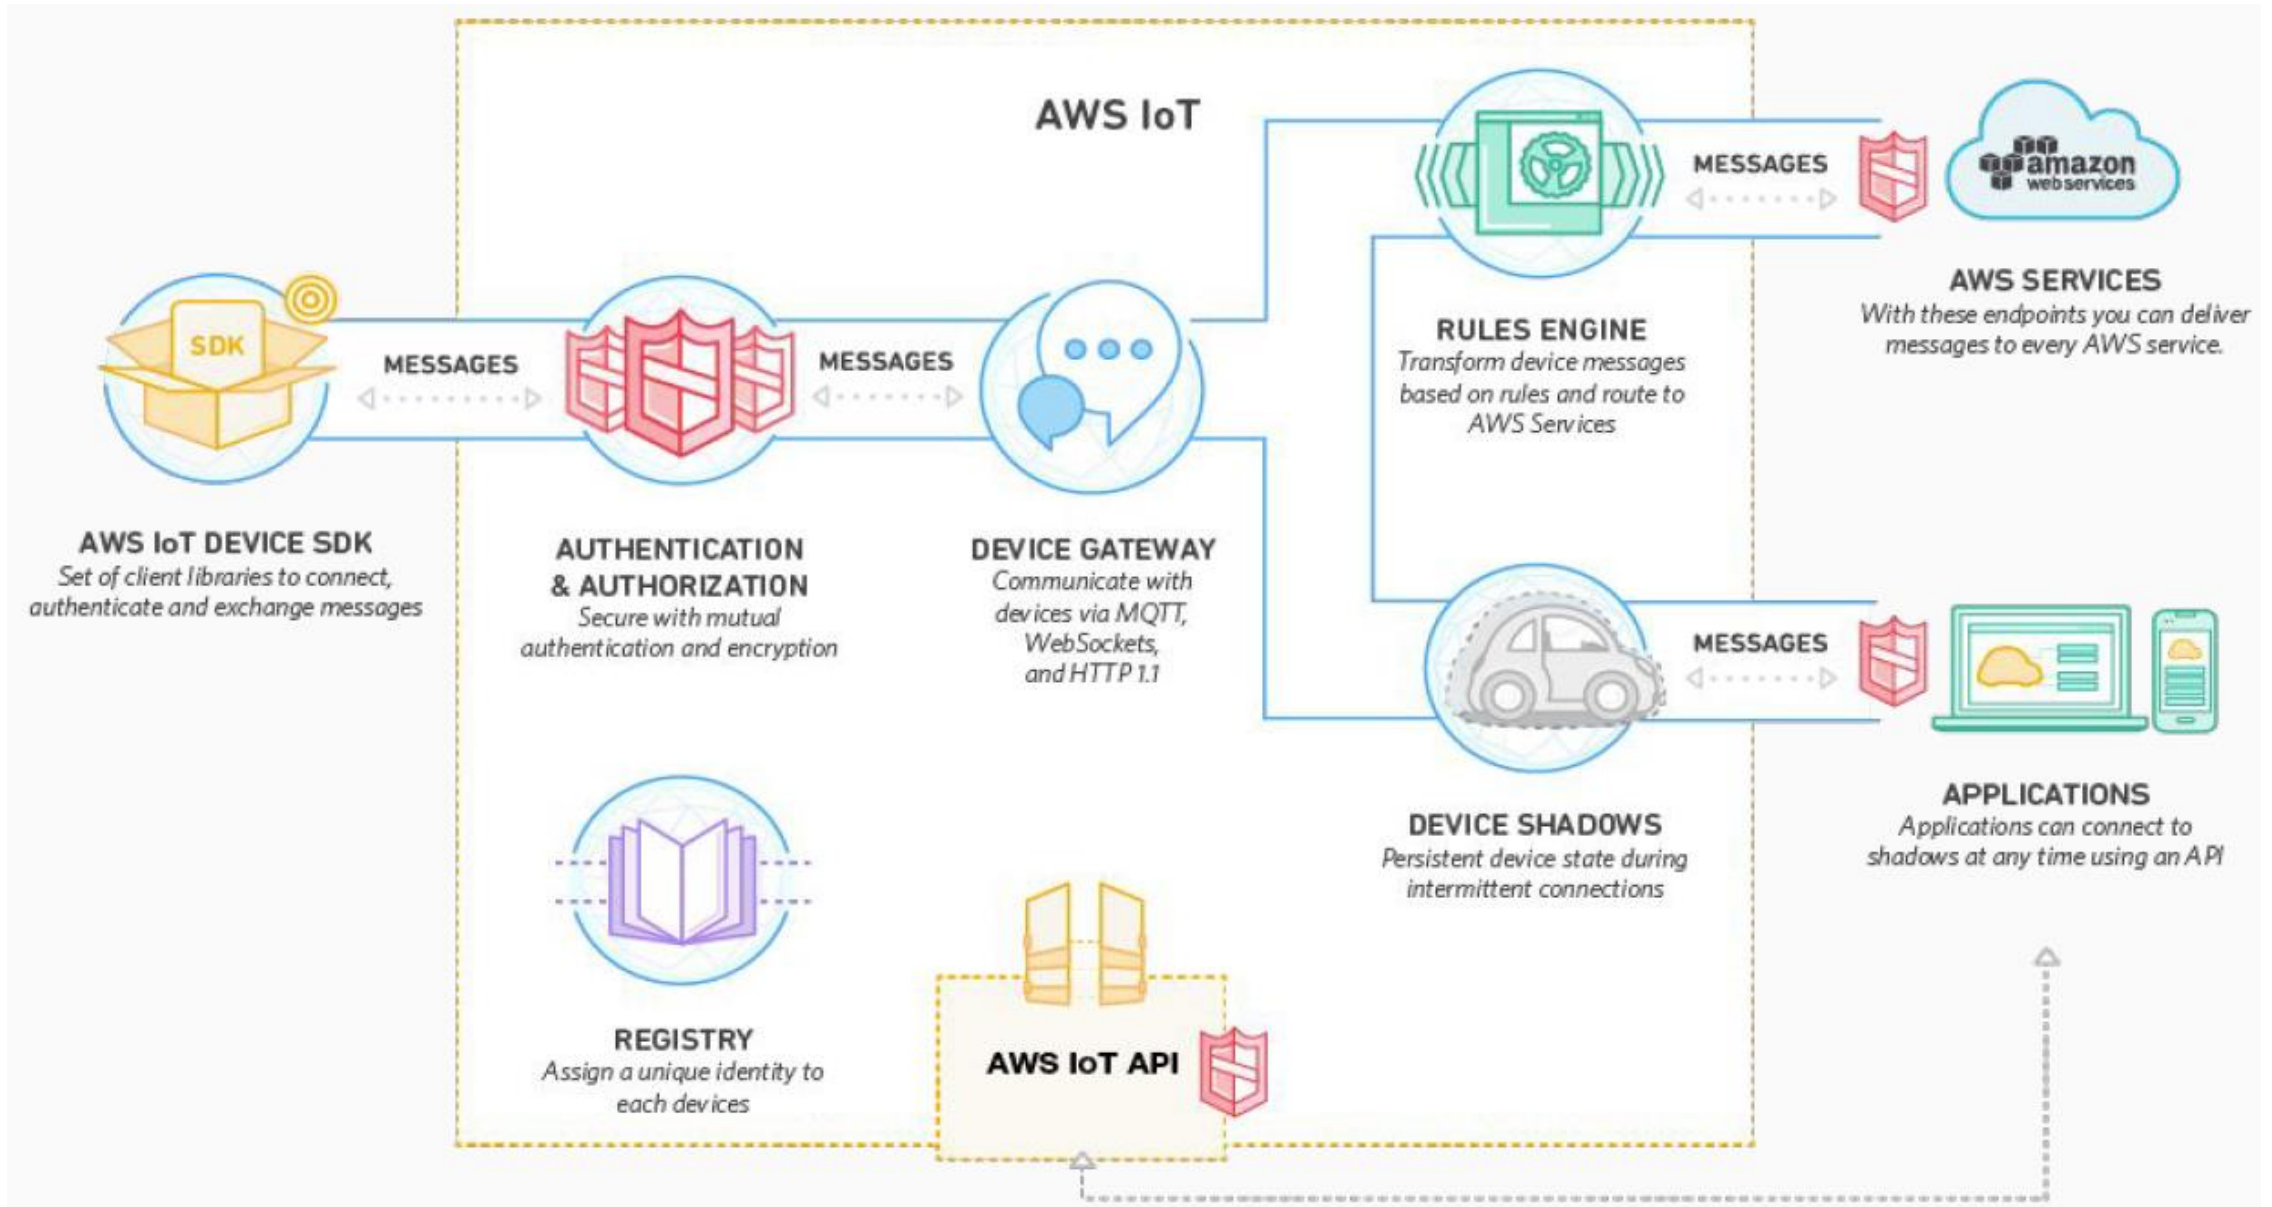 AWS IoT
SDK
MESSAGES
AWS IoT DEVICE SDK
Set of client libraries to connect,
authenticate and exchange messages
AUTHENTICATION
& AUTHORIZATION
Secure with mutual
authentication and encryption
MESSAGES
DEVICE GATEWAY
Communicate with
devices via MQTT,
WebSockets,
and HTTP 1.1
RULES ENGINE
Transform device messages
based on rules and route to
AWS Services
MESSAGES
amazon
webservices
AWS SERVICES
With these endpoints you can deliver
messages to every AWS service.
DEVICE SHADOWS
Persistent device state during
intermittent connections
MESSAGES
APPLICATIONS
Applications can connect to
shadows at any time using an API
REGISTRY
Assign a unique identity to
each devices
AWS IoT API